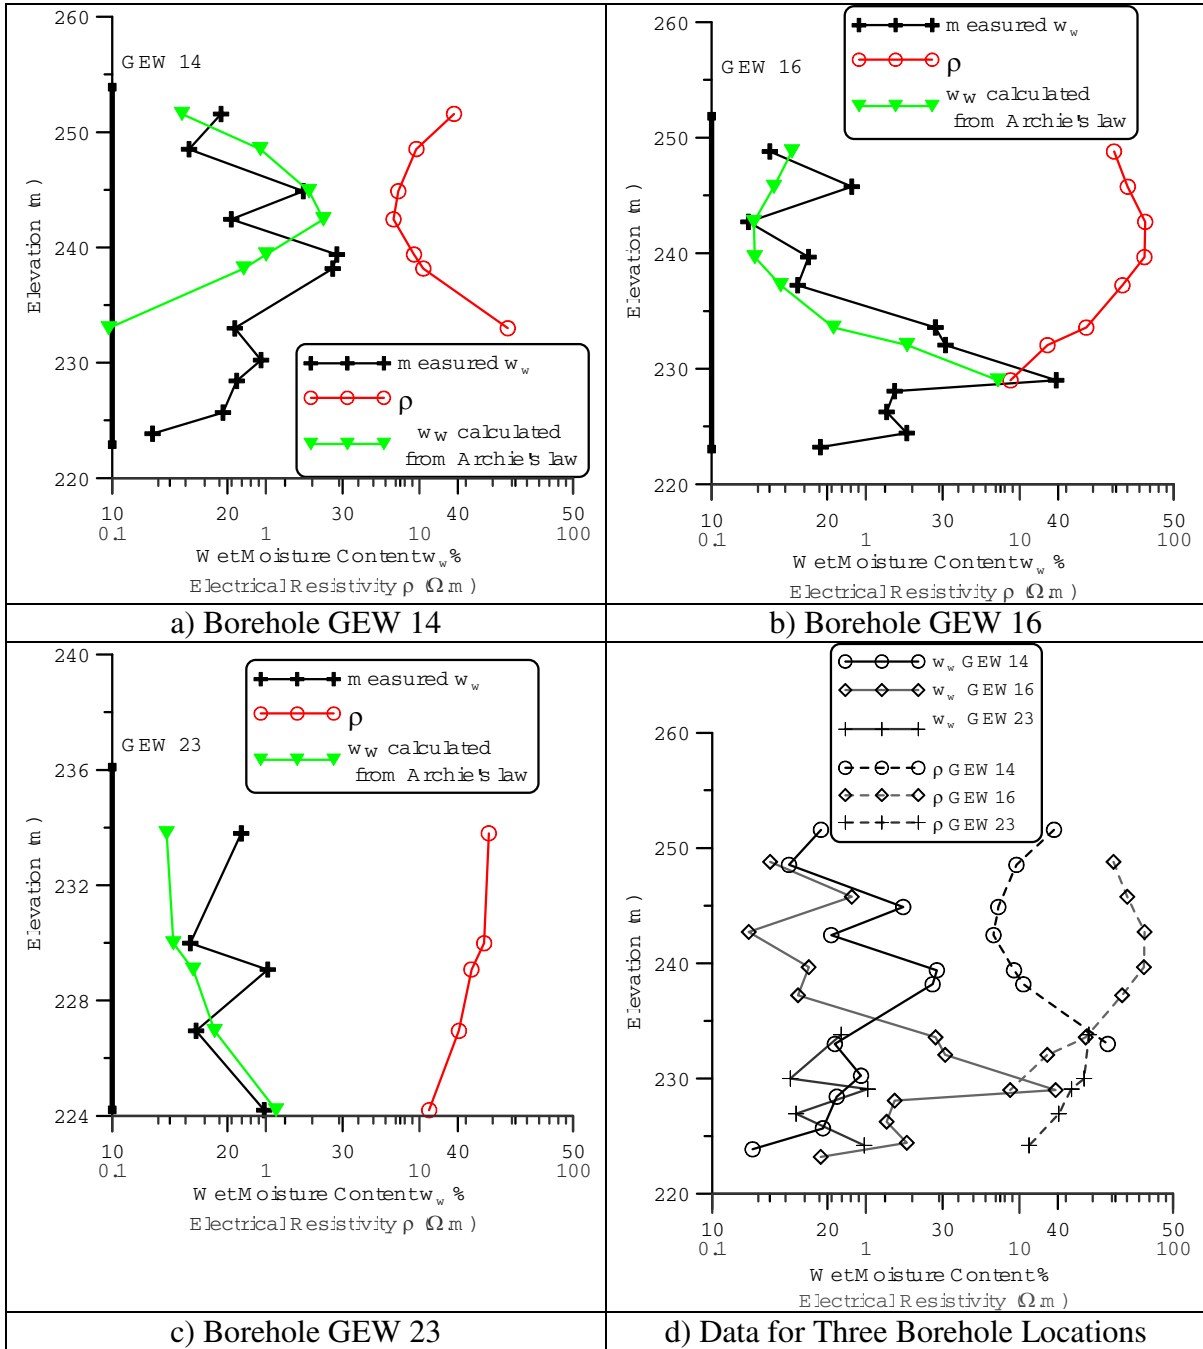 260
GEW 14
250
240
230
220
Elevation (m)
measured ww
ρ
ww calculated
from Archie's law
10 20 30 40 50
0.1 1 10 100
Wet Moisture Content ww %
Electrical Resistivity ρ (Ω.m)
a) Borehole GEW 14
260
GEW 16
250
240
230
220
Elevation (m)
measured ww
ρ
ww calculated
from Archie's law
10 20 30 40 50
0.1 1 10 100
Wet Moisture Content ww %
Electrical Resistivity ρ (Ω.m)
b) Borehole GEW 16
240
GEW 23
236
232
228
224
Elevation (m)
measured ww
ρ
ww calculated
from Archie's law
10 20 30 40 50
0.1 1 10 100
Wet Moisture Content ww %
Electrical Resistivity ρ (Ω.m)
c) Borehole GEW 23
ww GEW 14
ww GEW 16
ww GEW 23
ρ GEW 14
ρ GEW 16
ρ GEW 23
260
250
240
230
220
Elevation (m)
10 20 30 40 50
0.1 1 10 100
Wet Moisture Content %
Electrical Resistivity (Ω.m)
d) Data for Three Borehole Locations